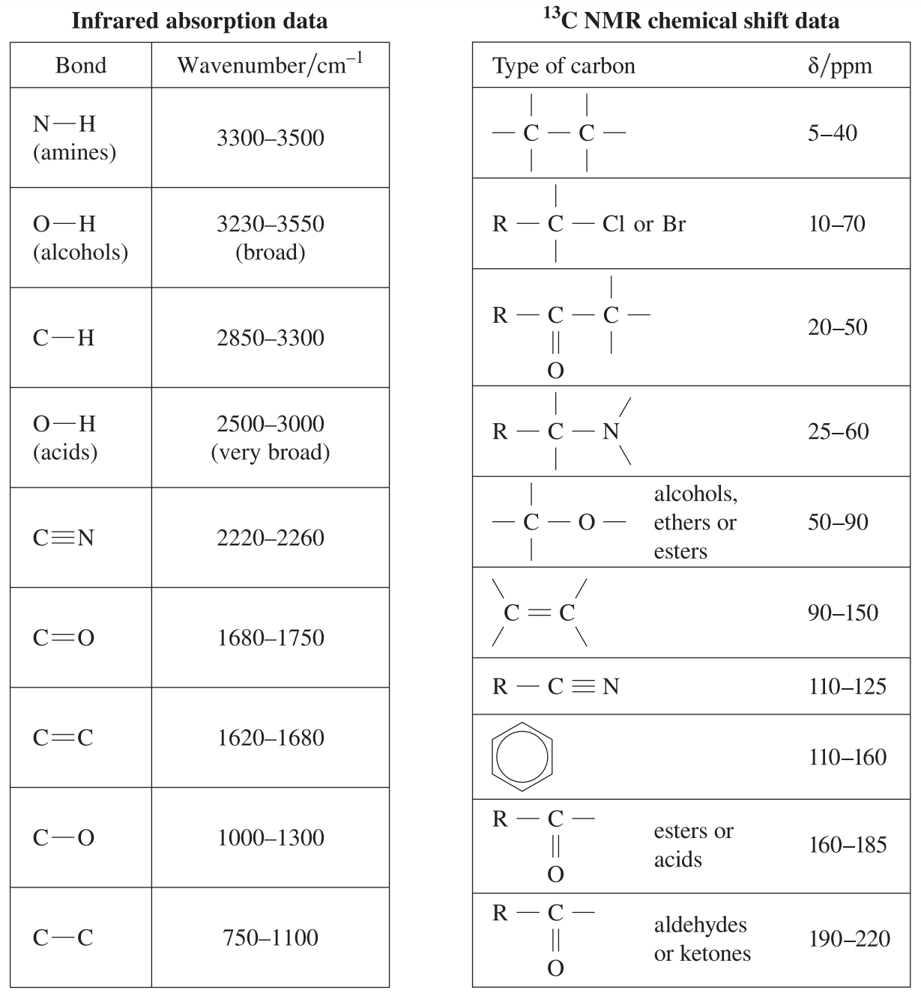 Infrared absorption data
Bond Wavenumber/cm⁻¹
N—H
(amines)
3300–3500
O—H
(alcohols)
3230–3550
(broad)
C—H 2850–3300
O—H
(acids)
2500–3000
(very broad)
C≡N 2220–2260
C=O 1680–1750
C=C 1620–1680
C—O 1000–1300
C—C 750–1100
¹³C NMR chemical shift data
Type of carbon δ/ppm
— C — C — 5–40
R — C — Cl or Br 10–70
R — C — C —
O
20–50
R — C — N 25–60
— C — O —
alcohols,
ethers or
esters
50–90
C = C 90–150
R — C ≡ N 110–125
110–160
R — C —
O
esters or
acids
160–185
R — C —
O
aldehydes
or ketones
190–220